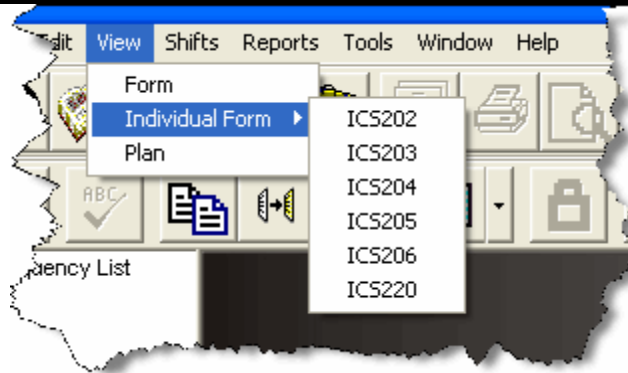 Edit View Shifts Reports Tools Window Help
Form
Individual Form
Plan
ICS202
ICS203
ICS204
ICS205
ICS206
ICS220
ABC
List